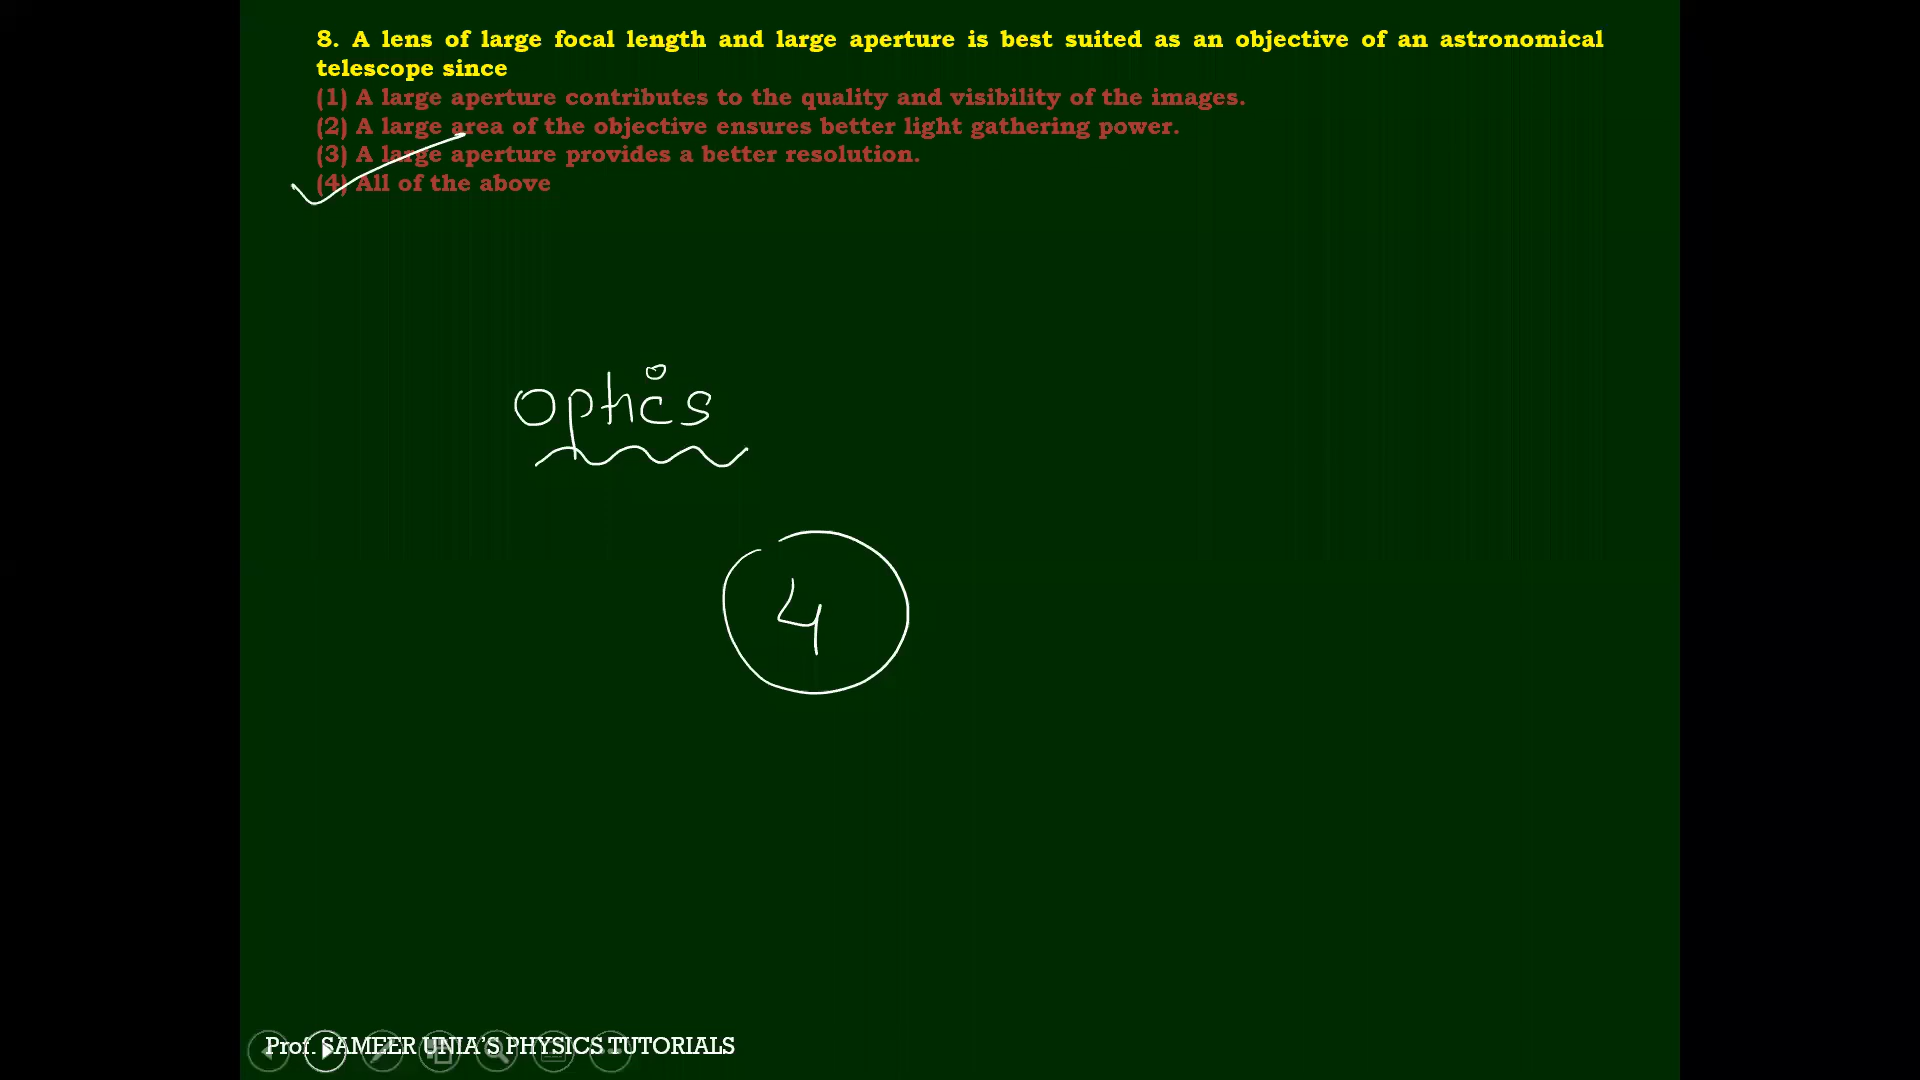 8. A lens of large focal length and large aperture is best suited as an objective of an astronomical
telescope since
(1) A large aperture contributes to the quality and visibility of the images.
(2) A large area of the objective ensures better light gathering power.
(3) A large aperture provides a better resolution.
(4) All of the above
optics
4
Prof. SAMEER UNIA'S PHYSICS TUTORIALS